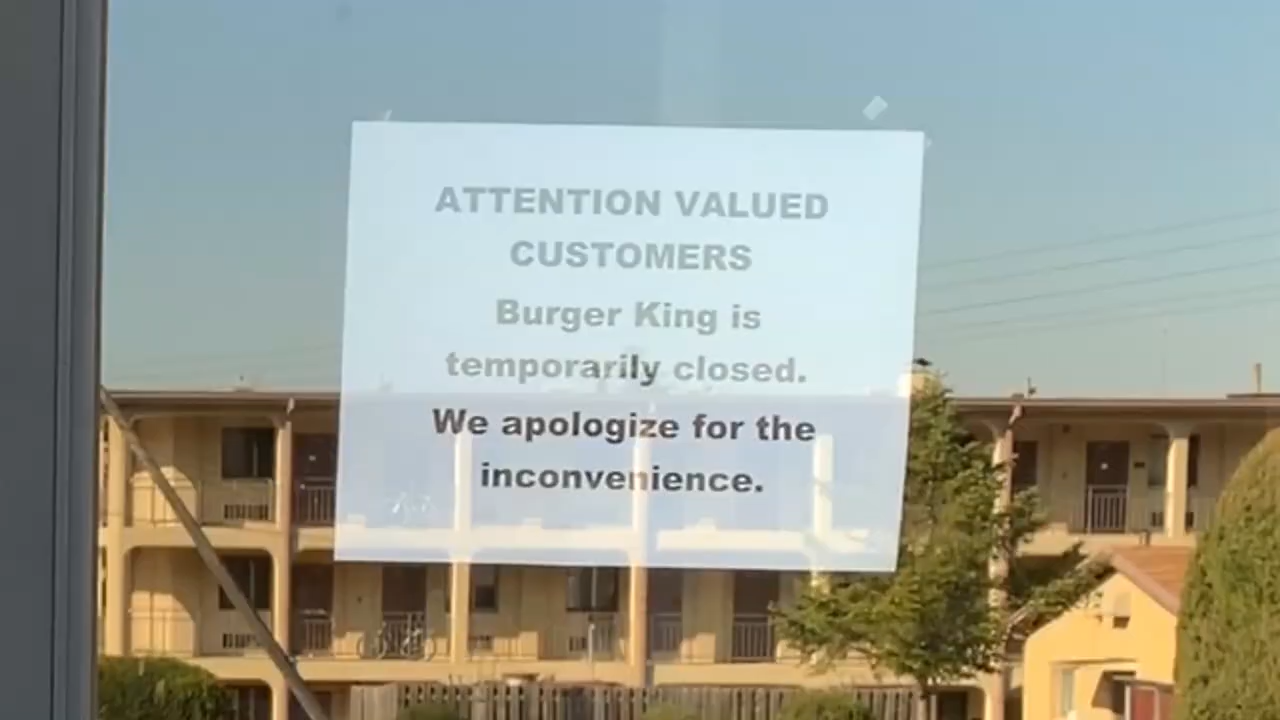 ATTENTION VALUED
CUSTOMERS
Burger King is
temporarily closed.
We apologize for the
inconvenience.